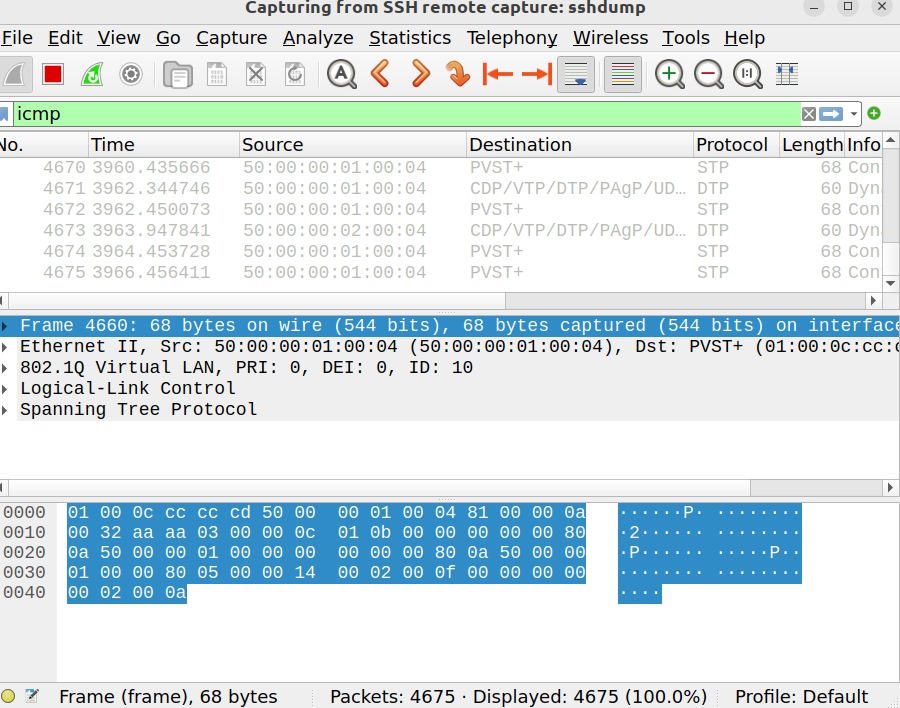 Capturing from SSH remote capture: sshdump
File Edit View Go Capture Analyze Statistics Telephony Wireless Tools Help
icmp
No. Time Source Destination Protocol Length Info
4670 3960.435666 50:00:00:01:00:04 PVST+ STP 68 Con
4671 3962.344746 50:00:00:01:00:04 CDP/VTP/DTP/PAgP/UD… DTP 60 Dyn
4672 3962.450073 50:00:00:01:00:04 PVST+ STP 68 Con
4673 3963.947841 50:00:00:02:00:04 CDP/VTP/DTP/PAgP/UD… DTP 60 Dyn
4674 3964.453728 50:00:00:01:00:04 PVST+ STP 68 Con
4675 3966.456411 50:00:00:01:00:04 PVST+ STP 68 Con
Frame 4660: 68 bytes on wire (544 bits), 68 bytes captured (544 bits) on interface
Ethernet II, Src: 50:00:00:01:00:04 (50:00:00:01:00:04), Dst: PVST+ (01:00:0c:cc:c
802.1Q Virtual LAN, PRI: 0, DEI: 0, ID: 10
Logical-Link Control
Spanning Tree Protocol
0000 01 00 0c cc cc cd 50 00 00 01 00 04 81 00 00 0a ······P· ········
0010 00 32 aa aa 03 00 00 0c 01 0b 00 00 00 00 00 80 ·2······ ········
0020 0a 50 00 00 01 00 00 00 00 00 00 80 0a 50 00 00 ·P······ ·····P··
0030 01 00 00 80 05 00 00 14 00 02 00 0f 00 00 00 00 ········ ········
0040 00 02 00 0a ····
Frame (frame), 68 bytes Packets: 4675 · Displayed: 4675 (100.0%) Profile: Default